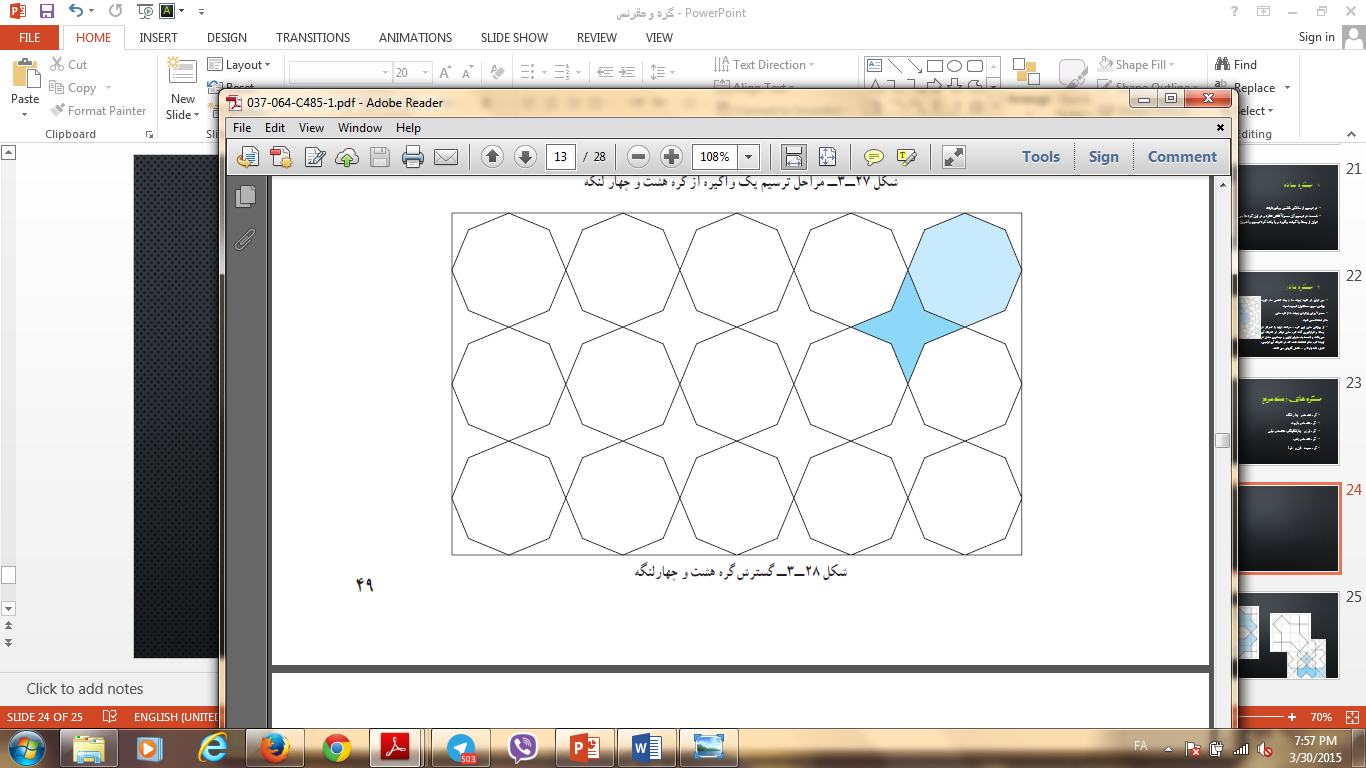 گره و مقرنس - PowerPoint
FILE HOME INSERT DESIGN TRANSITIONS ANIMATIONS SLIDE SHOW REVIEW VIEW Sign in
Paste
Cut
Copy
Format Painter
Clipboard
New
Slide
Layout
20
Text Direction
Shape Fill
Find
Replace
Editing
037-064-C485-1.pdf - Adobe Reader
File Edit View Window Help
13 / 28 108% Tools Sign Comment
شکل ۲۷ــ۳ــ مراحل ترسیم یک واگیره از گره هشت و چهار لنگه
شکل ۲۸ــ۳ــ گسترش گره هشت و چهارلنگه
۴۹
21
22
23
24
25
Click to add notes
SLIDE 24 OF 25 ENGLISH (UNITED 70%
503
FA
7:57 PM
3/30/2015